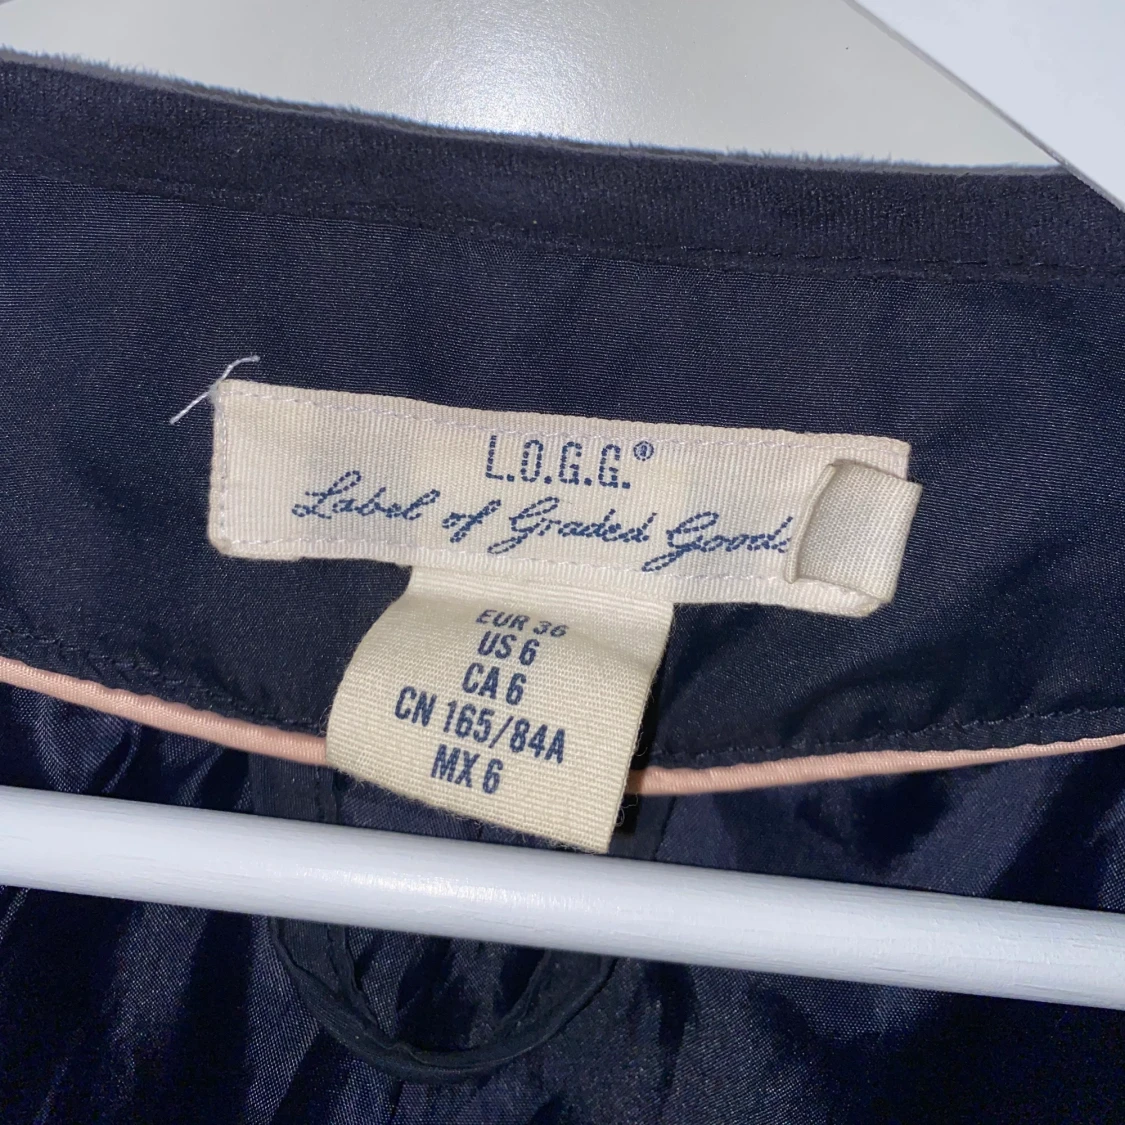 L.O.G.G.®
Label of Graded Goods
EUR 36
US 6
CA 6
CN 165/84A
MX 6